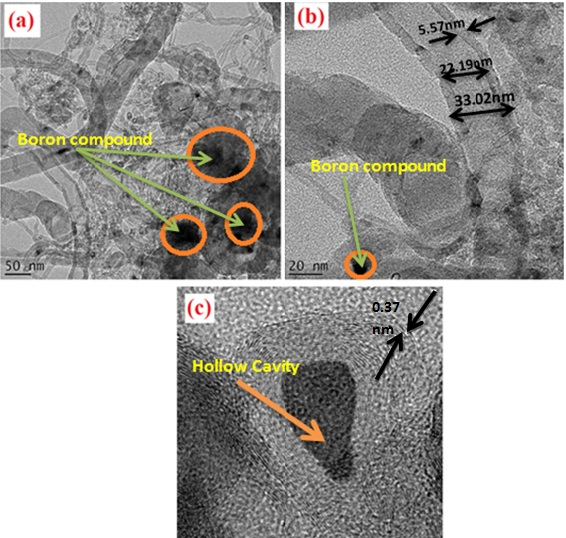 (a)
Boron compound
50 nm
(b)
5.57nm
22.19nm
33.02nm
Boron compound
20 nm
(c)
0.37
nm
Hollow Cavity